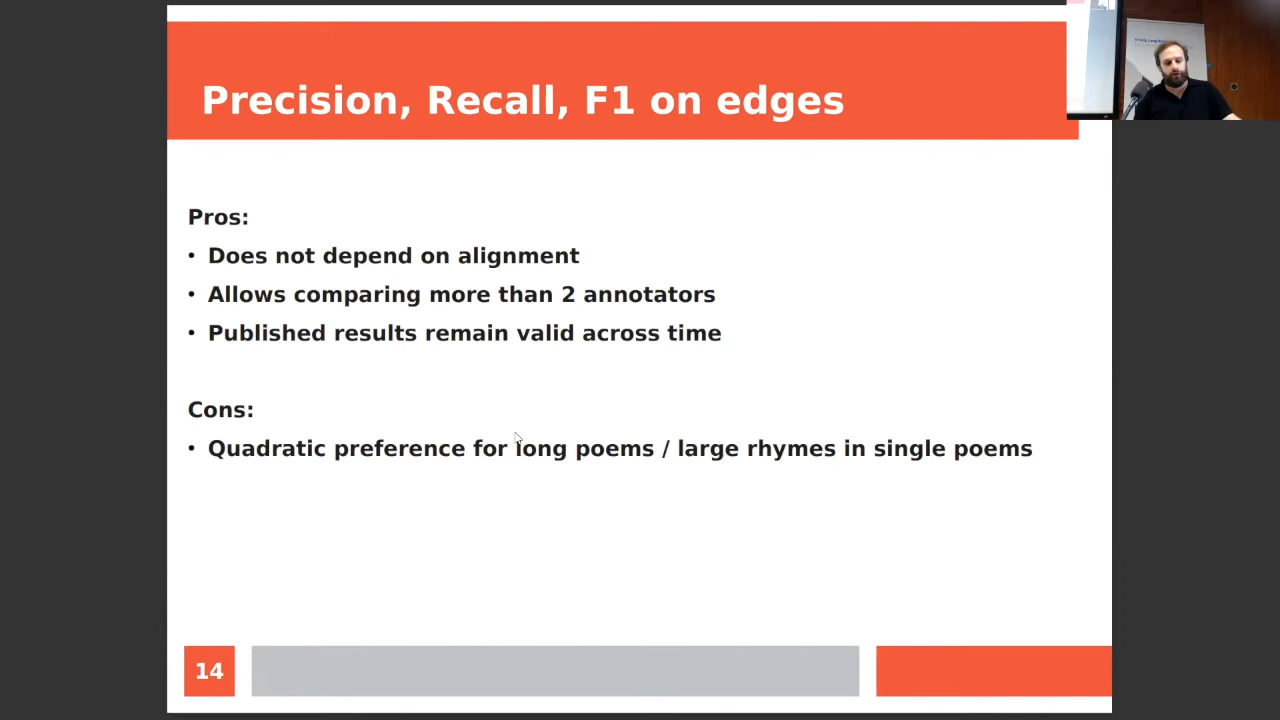 Precision, Recall, F1 on edges
Pros:
• Does not depend on alignment
• Allows comparing more than 2 annotators
• Published results remain valid across time
Cons:
• Quadratic preference for long poems / large rhymes in single poems
14